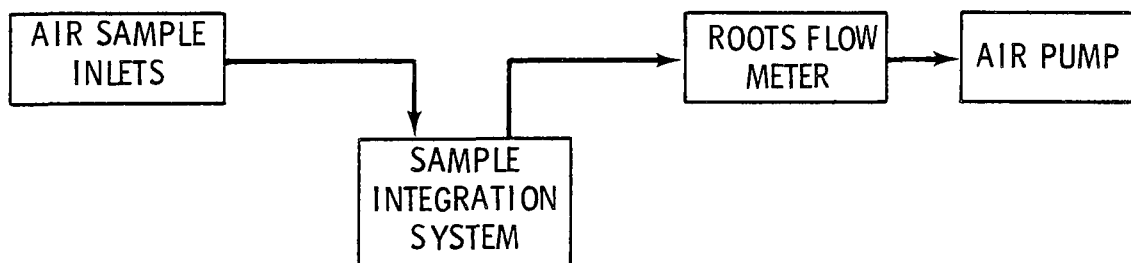 AIR SAMPLE
INLETS
SAMPLE
INTEGRATION
SYSTEM
ROOTS FLOW
METER
AIR PUMP